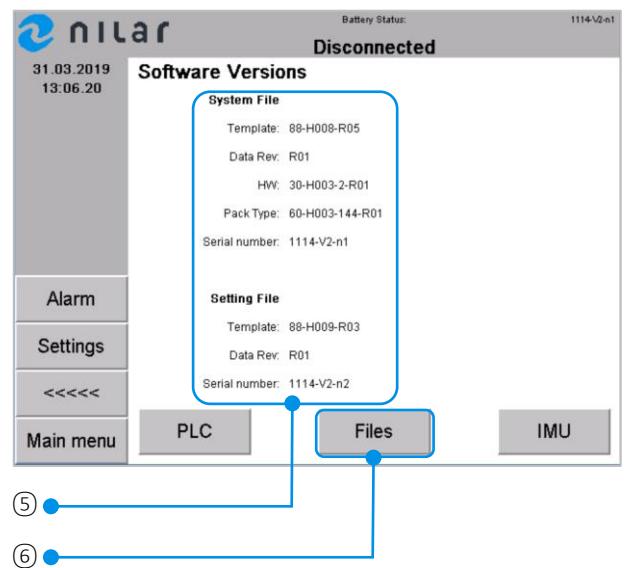 nilar
Battery Status:
1114-V2-n1
Disconnected
31.03.2019
13:06.20
Software Versions
System File
Template: 88-H008-R05
Data Rev: R01
HW: 30-H003-2-R01
Pack Type: 60-H003-144-R01
Serial number: 1114-V2-n1
Setting File
Template: 88-H009-R03
Data Rev: R01
Serial number: 1114-V2-n2
Alarm
Settings
<<<<<
Main menu
PLC
Files
IMU
⑤
⑥